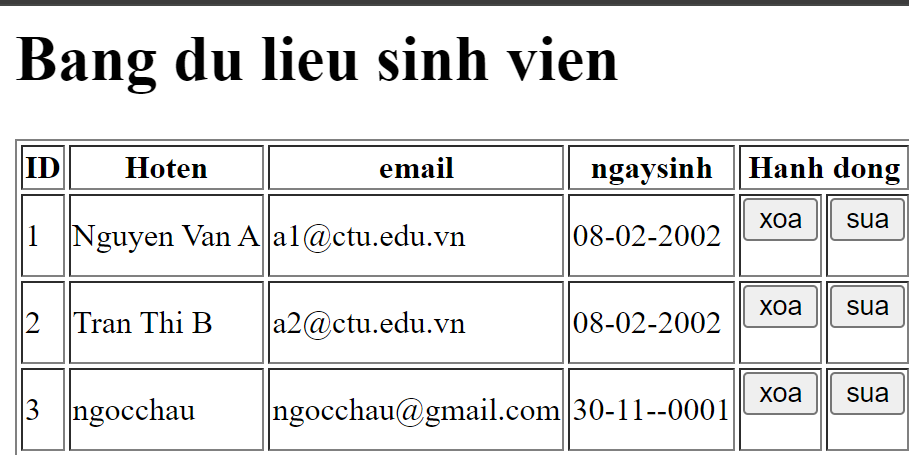 Bang du lieu sinh vien
ID Hoten email ngaysinh Hanh dong
1 Nguyen Van A a1@ctu.edu.vn 08-02-2002 xoa sua
2 Tran Thi B a2@ctu.edu.vn 08-02-2002 xoa sua
3 ngocchau ngocchau@gmail.com 30-11--0001 xoa sua